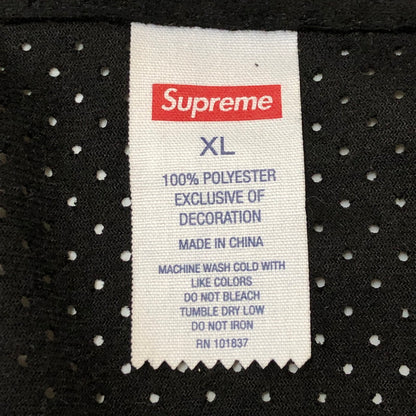 Supreme
XL
100% POLYESTER
EXCLUSIVE OF
DECORATION
MADE IN CHINA
MACHINE WASH COLD WITH
LIKE COLORS
DO NOT BLEACH
TUMBLE DRY LOW
DO NOT IRON
RN 101837